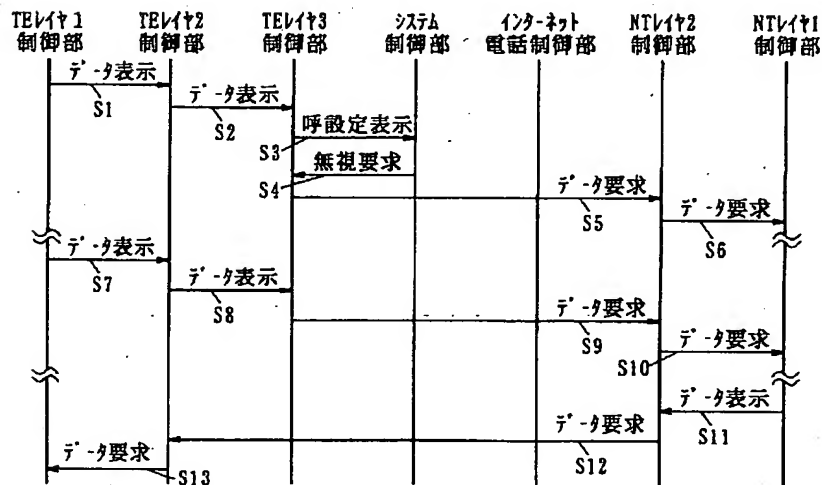 TEレイヤ1 TEレイヤ2 TEレイヤ3 システム インターネット NTレイヤ2 NTレイヤ1
制御部 制御部 制御部 制御部 電話制御部 制御部 制御部
データ表示
S1
データ表示
S2
呼設定表示
S3
無視要求
S4
データ要求
S5
データ要求
S6
データ表示
S7
データ表示
S8
データ要求
S9
データ要求
S10
データ表示
S11
データ要求
S12
データ要求
S13